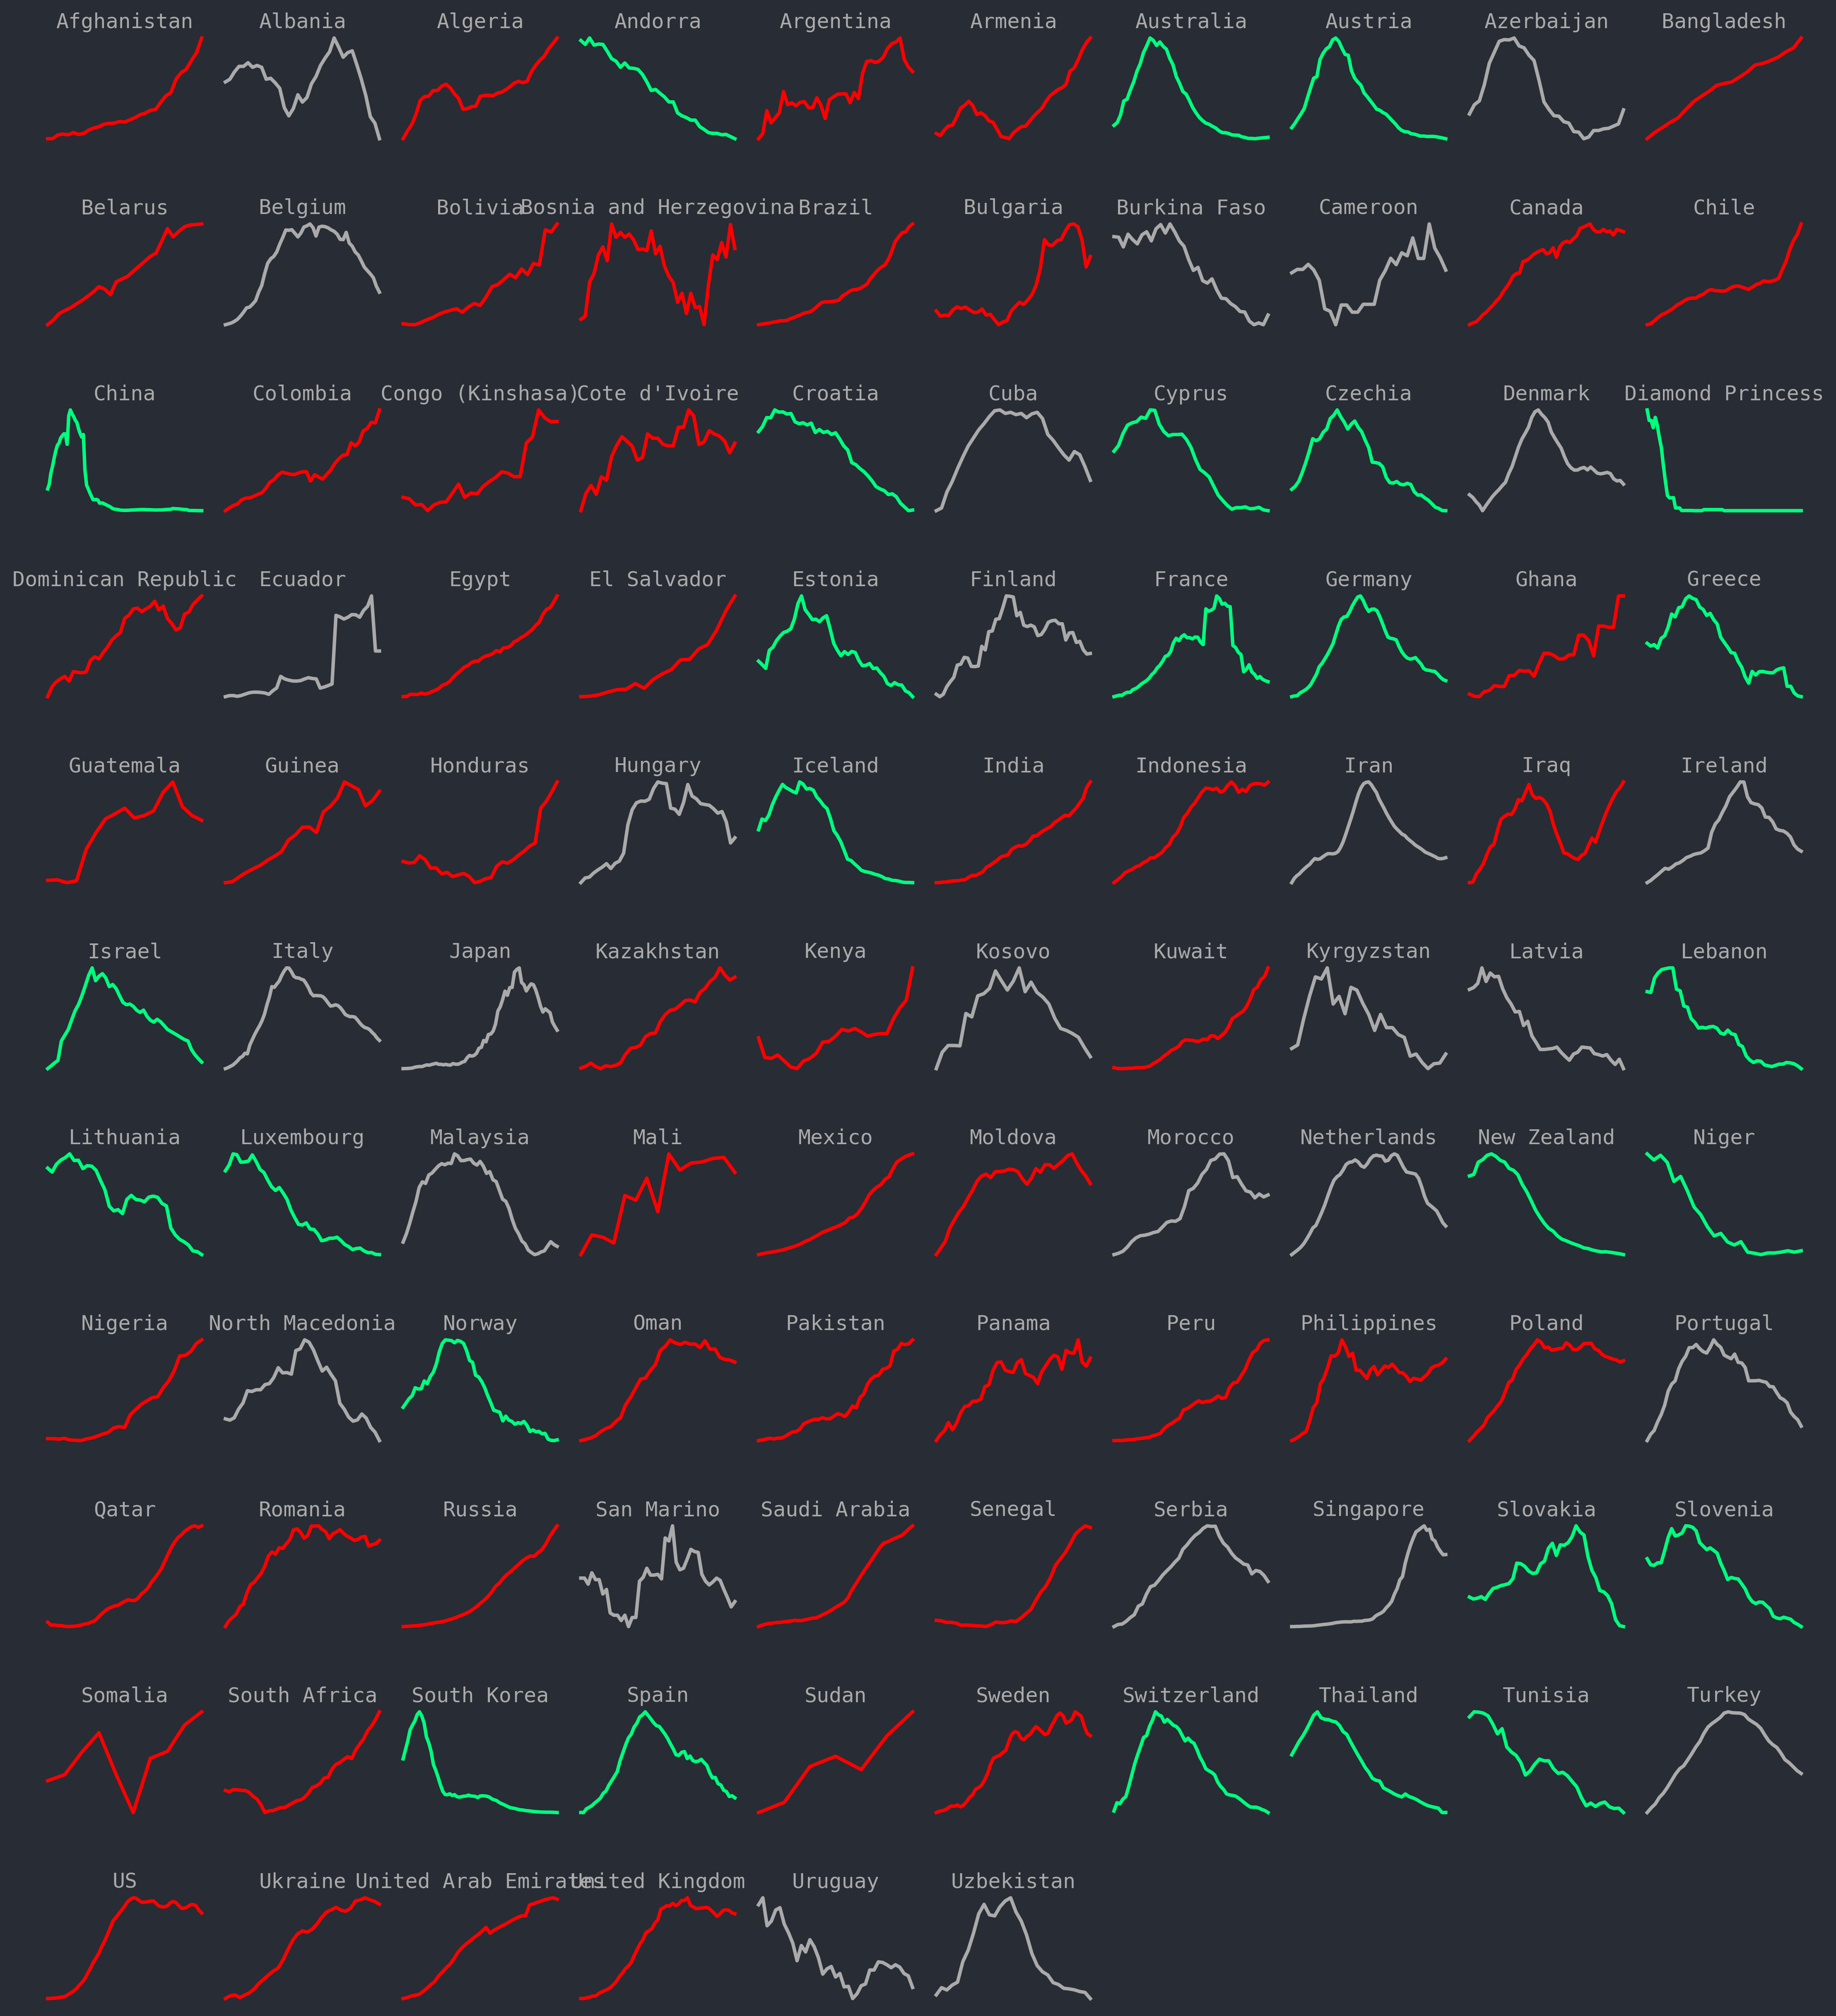 Afghanistan Albania Algeria Andorra Argentina Armenia Australia Austria Azerbaijan Bangladesh
Belarus Belgium Bolivia Bosnia and Herzegovina Brazil Bulgaria Burkina Faso Cameroon Canada Chile
China Colombia Congo (Kinshasa) Cote d'Ivoire Croatia Cuba Cyprus Czechia Denmark Diamond Princess
Dominican Republic Ecuador Egypt El Salvador Estonia Finland France Germany Ghana Greece
Guatemala Guinea Honduras Hungary Iceland India Indonesia Iran Iraq Ireland
Israel Italy Japan Kazakhstan Kenya Kosovo Kuwait Kyrgyzstan Latvia Lebanon
Lithuania Luxembourg Malaysia Mali Mexico Moldova Morocco Netherlands New Zealand Niger
Nigeria North Macedonia Norway Oman Pakistan Panama Peru Philippines Poland Portugal
Qatar Romania Russia San Marino Saudi Arabia Senegal Serbia Singapore Slovakia Slovenia
Somalia South Africa South Korea Spain Sudan Sweden Switzerland Thailand Tunisia Turkey
US Ukraine United Arab Emirates United Kingdom Uruguay Uzbekistan